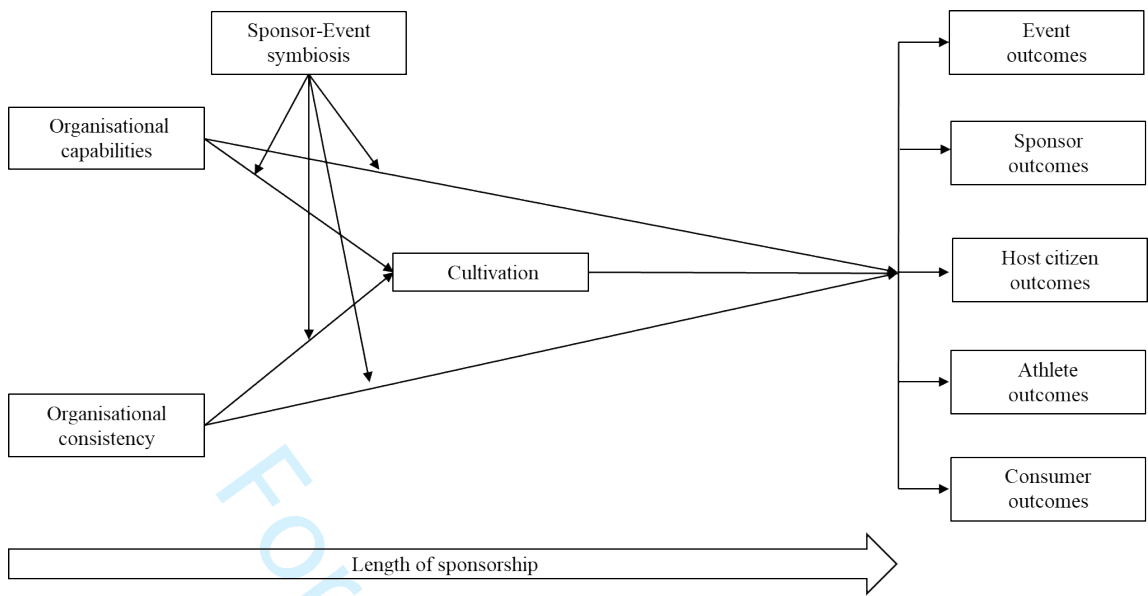 Sponsor-Event
symbiosis
Organisational
capabilities
Cultivation
Organisational
consistency
Event
outcomes
Sponsor
outcomes
Host citizen
outcomes
Athlete
outcomes
Consumer
outcomes
Length of sponsorship
For